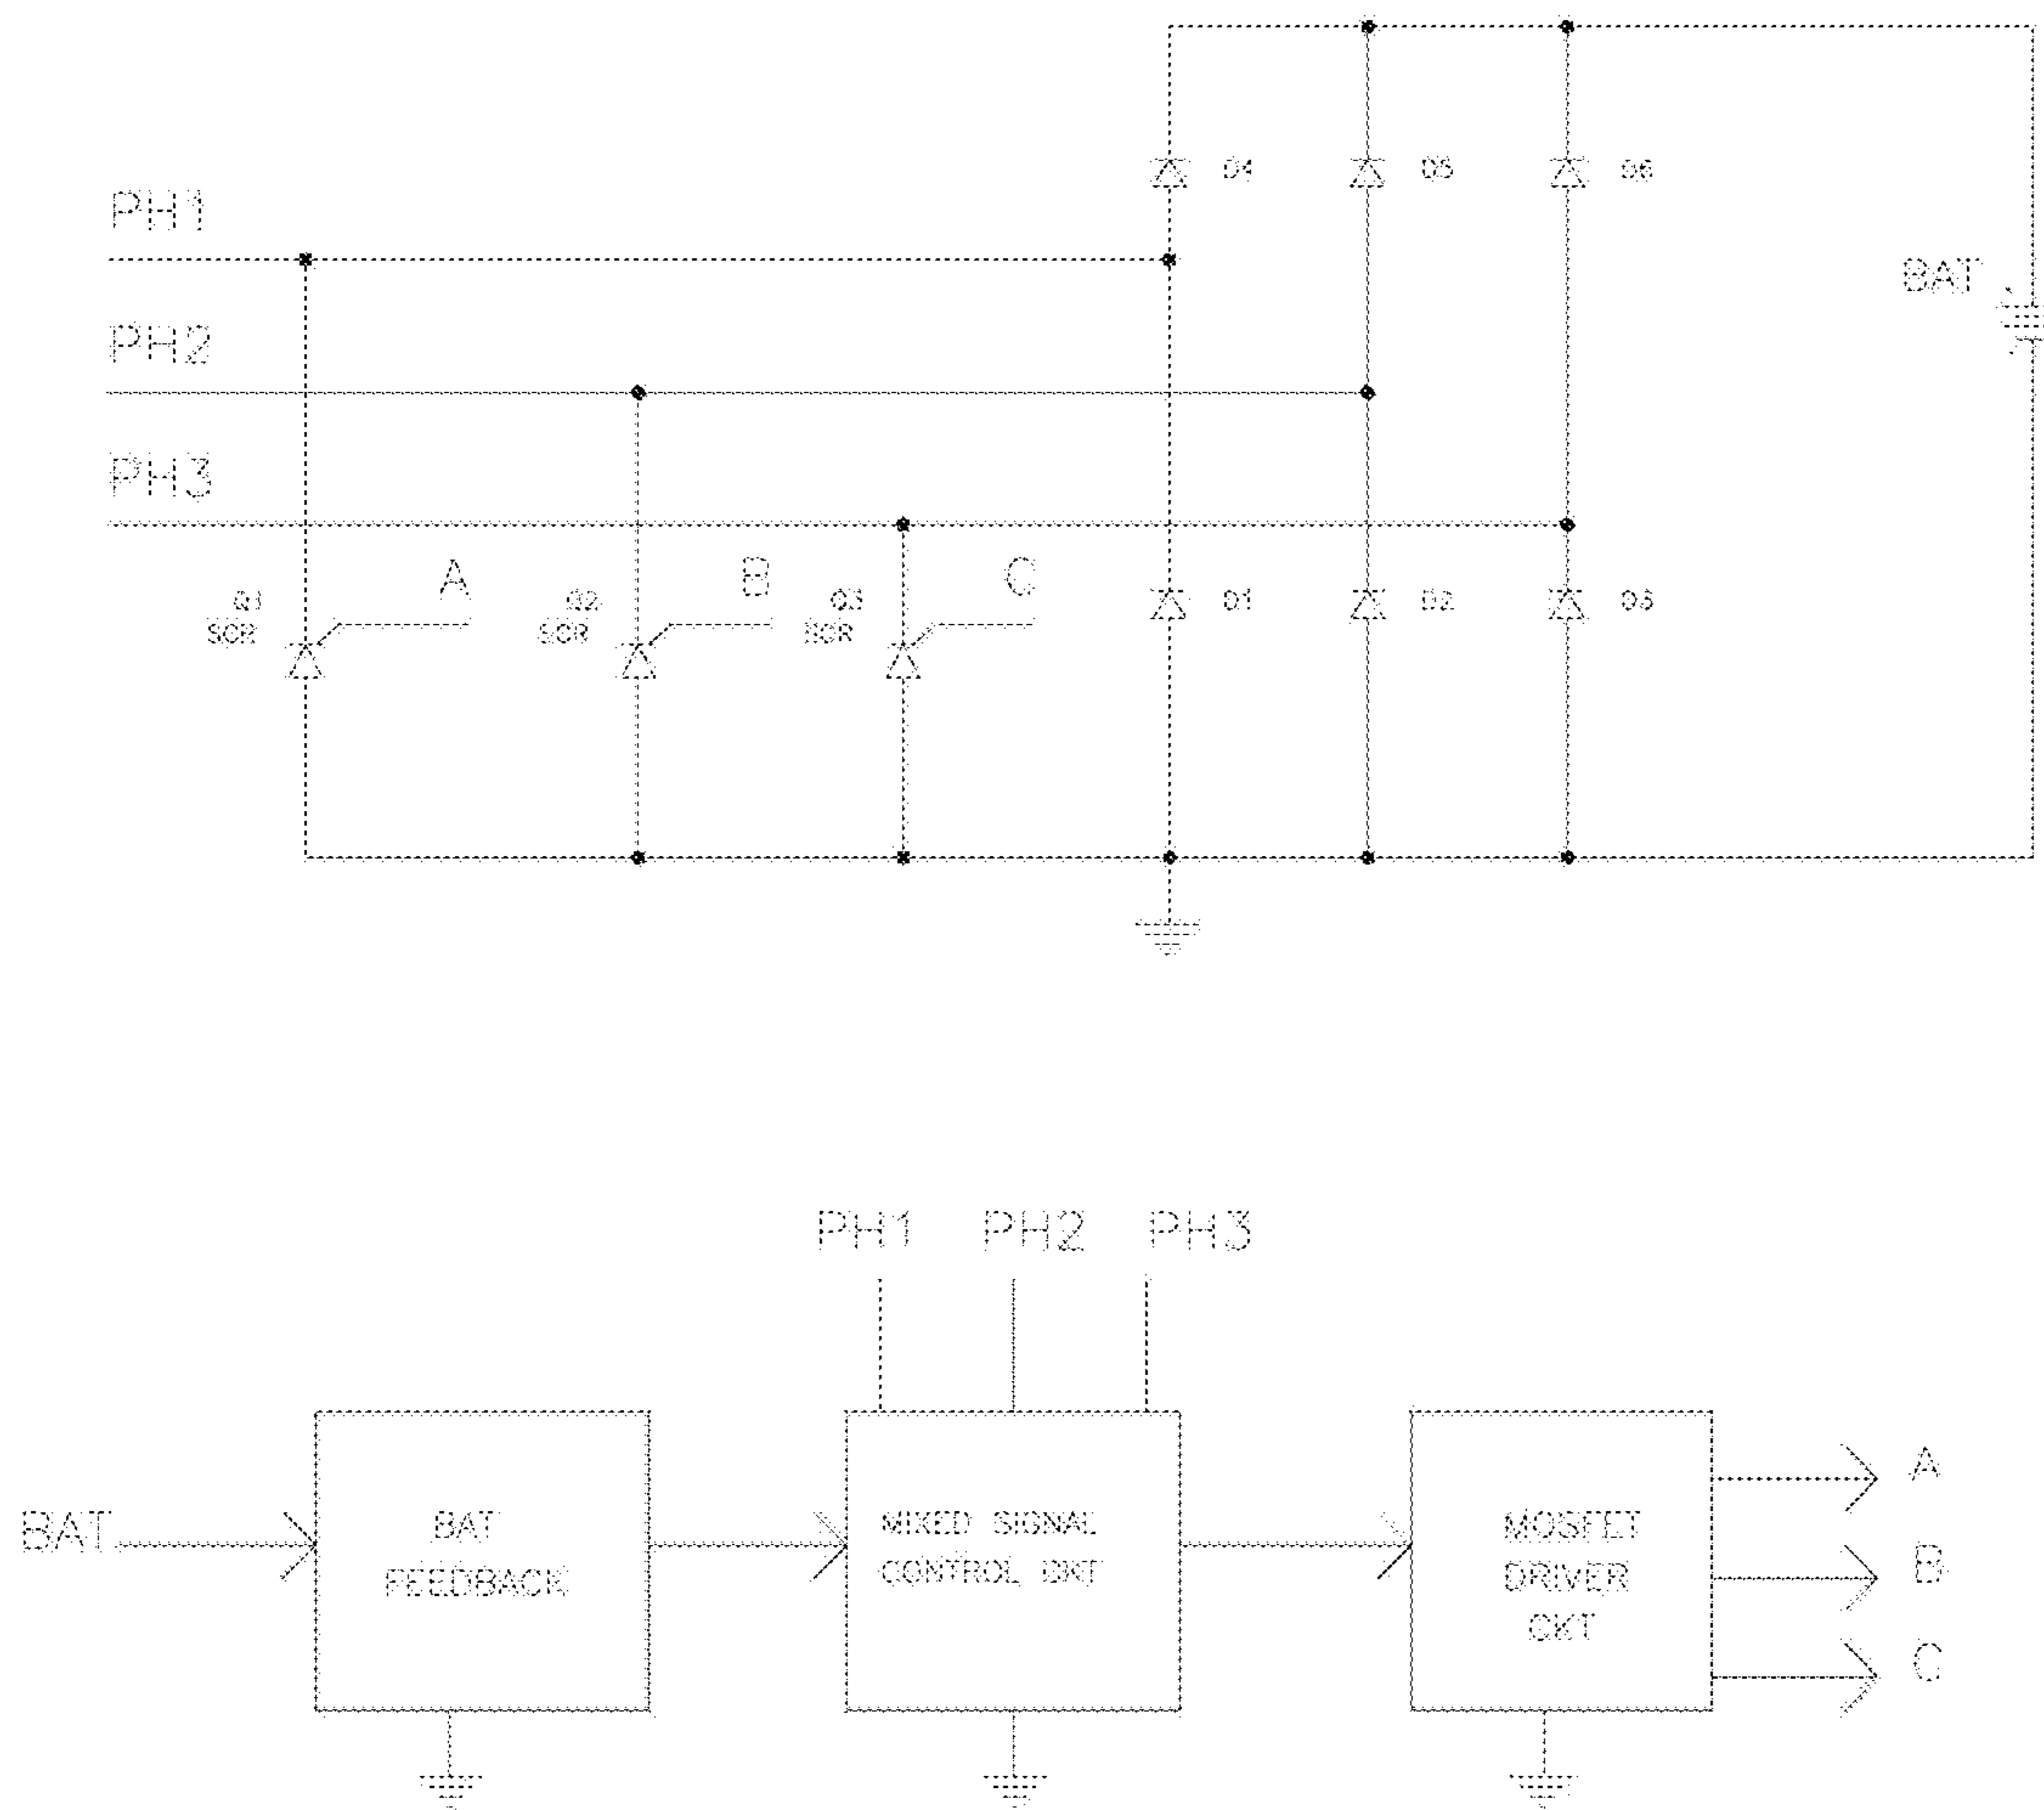 D4 D5 D6
PH1
BAT
PH2
PH3
A B C
Q1 Q2 Q3 D1 D2 D3
SCR SCR SCR
PH1 PH2 PH3
A
BAT
BAT
FEEDBACK
MIXED SIGNAL
CONTROL CKT
MOSFET
DRIVER
CKT
B
C